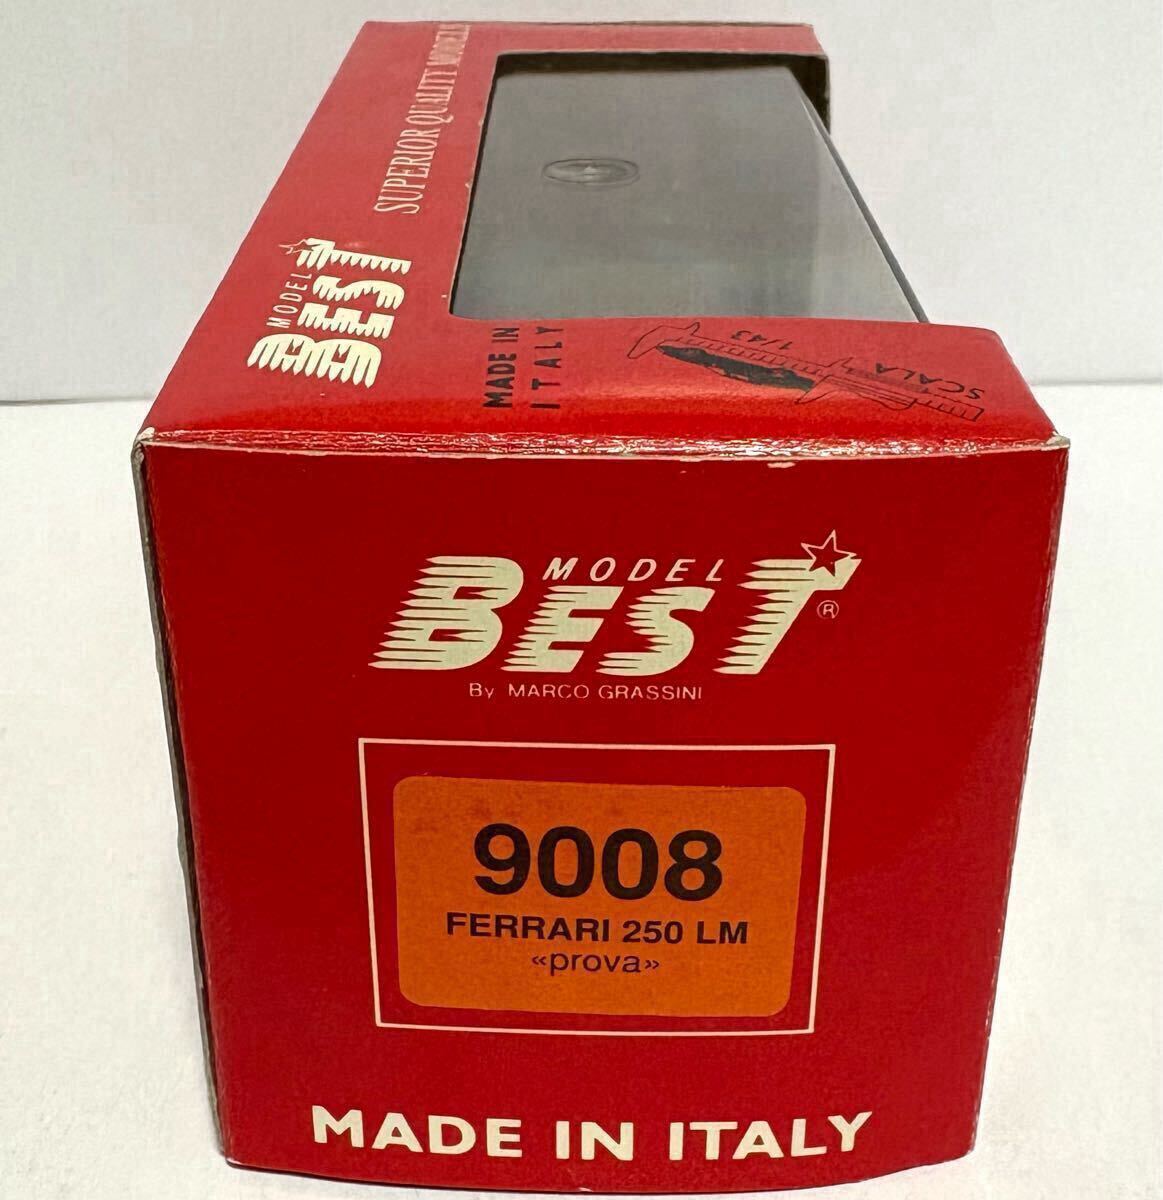 SUPERIOR QUALITY MODELS
MODEL
BEST
MADE IN
ITALY
SCALA
1/43
MODEL
BEST®
By MARCO GRASSINI
9008
FERRARI 250 LM
«prova»
MADE IN ITALY